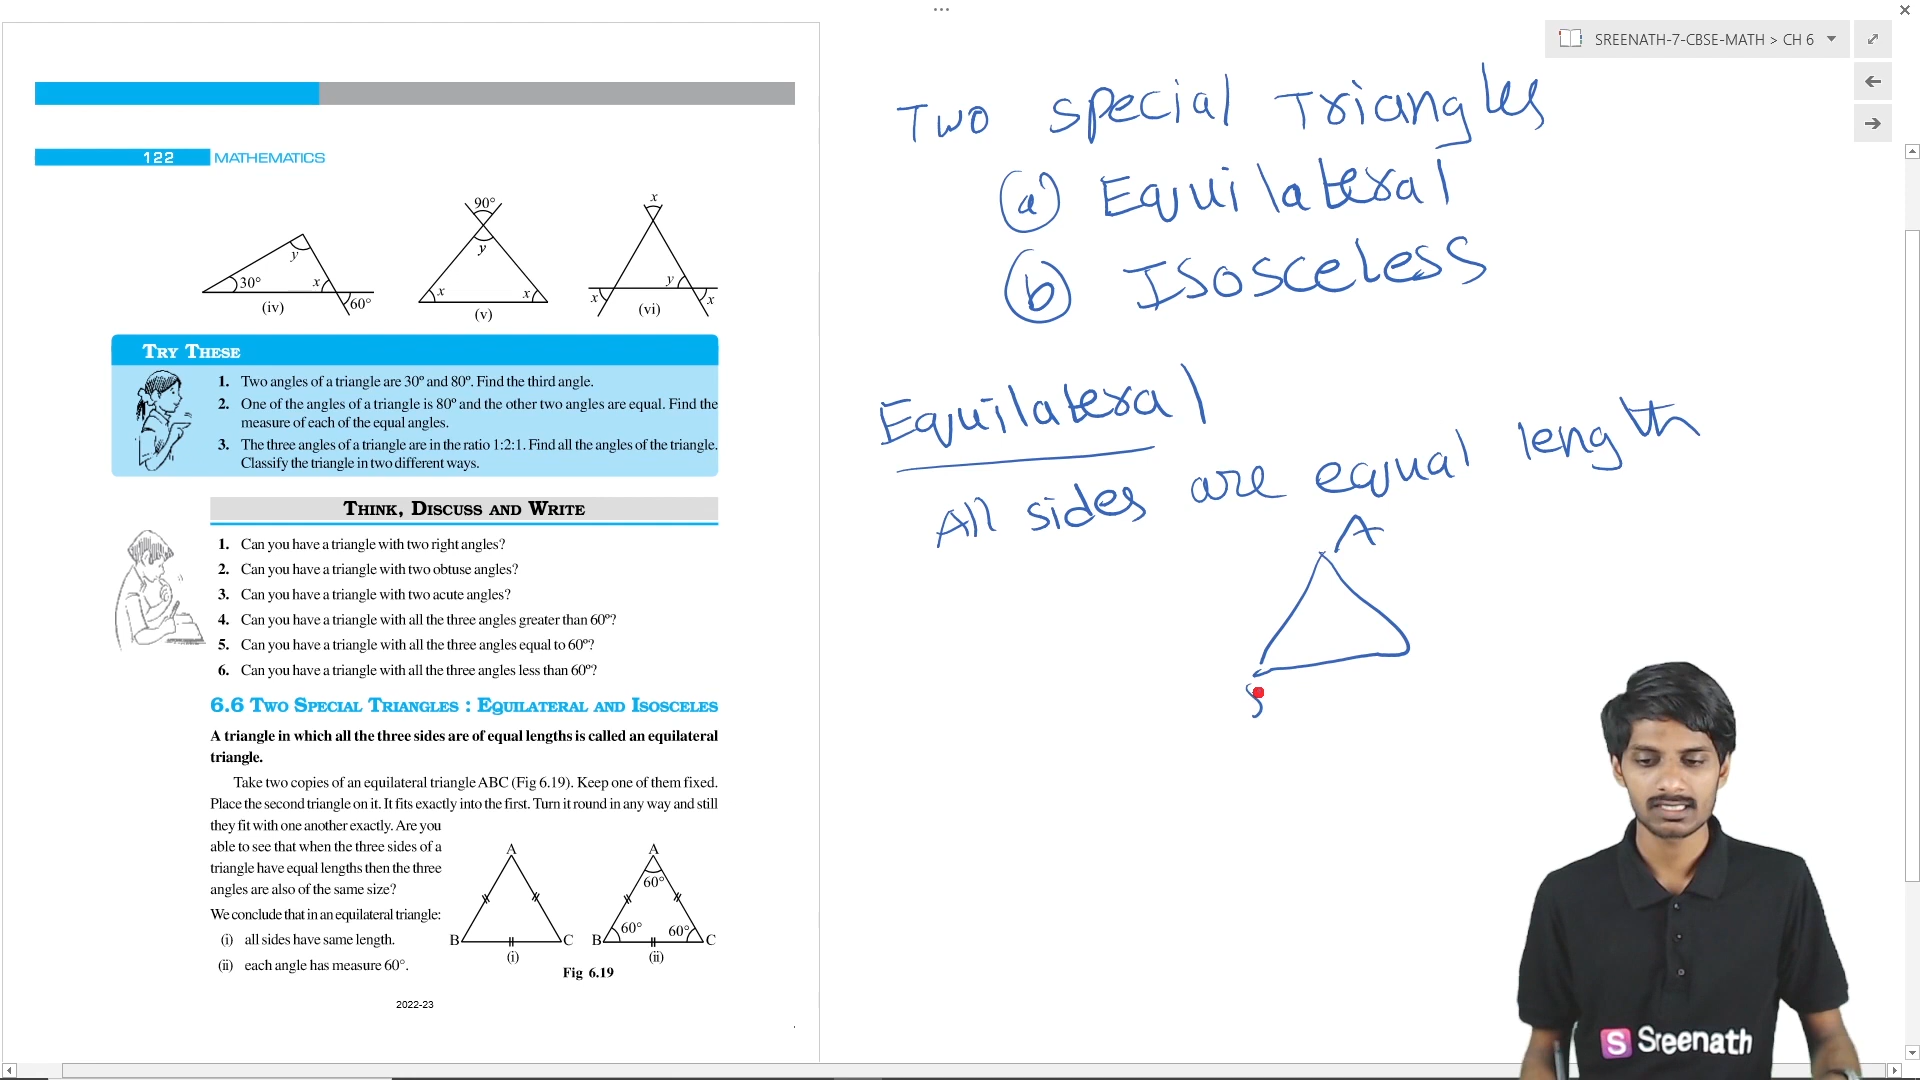 SREENATH-7-CBSE-MATH > CH 6
122 MATHEMATICS
30°
y
x
60°
(iv)
90°
y
x
x
(v)
x
x
y
x
(vi)
TRY THESE
1. Two angles of a triangle are 30º and 80º. Find the third angle.
2. One of the angles of a triangle is 80º and the other two angles are equal. Find the
measure of each of the equal angles.
3. The three angles of a triangle are in the ratio 1:2:1. Find all the angles of the triangle.
Classify the triangle in two different ways.
THINK, DISCUSS AND WRITE
1. Can you have a triangle with two right angles?
2. Can you have a triangle with two obtuse angles?
3. Can you have a triangle with two acute angles?
4. Can you have a triangle with all the three angles greater than 60º?
5. Can you have a triangle with all the three angles equal to 60º?
6. Can you have a triangle with all the three angles less than 60º?
6.6 TWO SPECIAL TRIANGLES : EQUILATERAL AND ISOSCELES
A triangle in which all the three sides are of equal lengths is called an equilateral
triangle.
Take two copies of an equilateral triangle ABC (Fig 6.19). Keep one of them fixed.
Place the second triangle on it. It fits exactly into the first. Turn it round in any way and still
they fit with one another exactly. Are you
able to see that when the three sides of a
triangle have equal lengths then the three
angles are also of the same size?
We conclude that in an equilateral triangle:
(i) all sides have same length.
(ii) each angle has measure 60°.
A
B
C
(i)
A
60°
60°
60°
B
C
(ii)
Fig 6.19
2022-23
Two special Triangles
(a) Equilateral
(b) Isosceless
Equilateral
All sides are equal length
A
S Sreenath